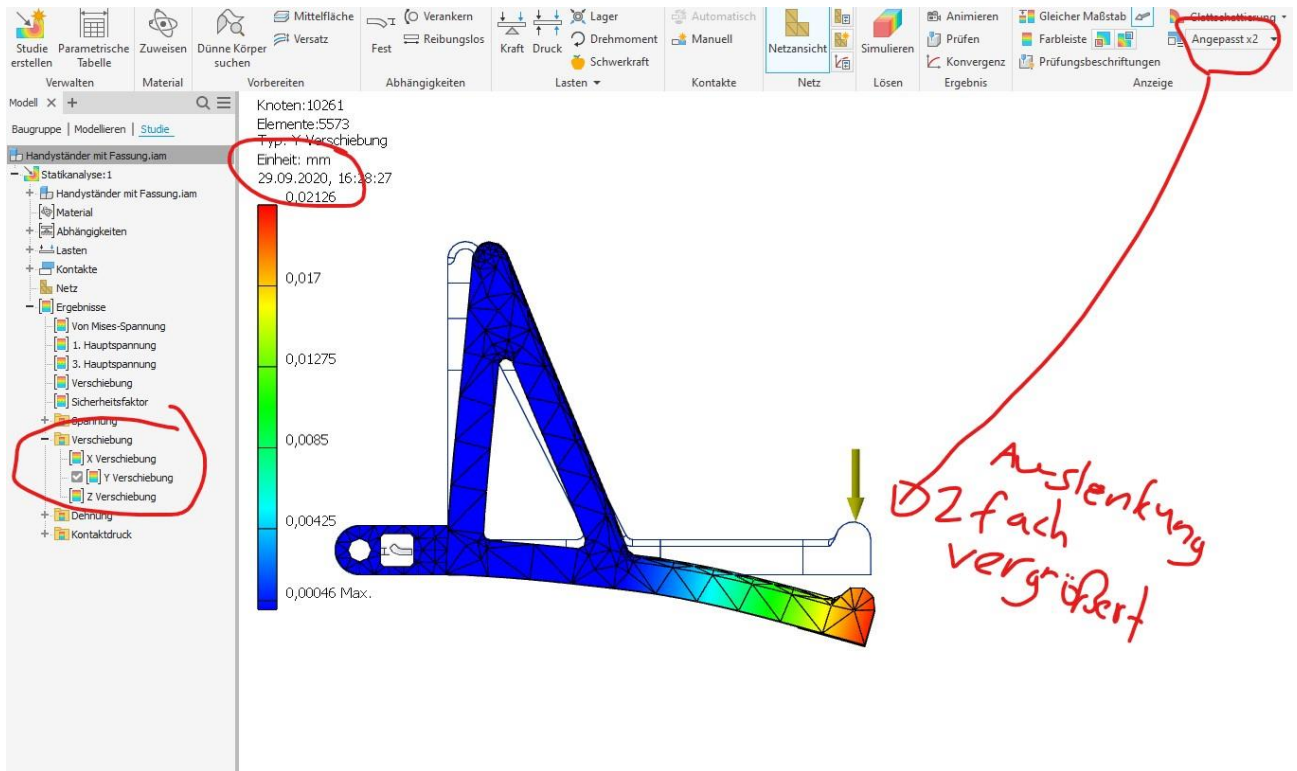 Studie
erstellen
Parametrische
Tabelle
Zuweisen
Dünne Körper
suchen
Mittelfläche
Versatz
Fest
Verankern
Reibungslos
Kraft
Druck
Lager
Drehmoment
Schwerkraft
Automatisch
Manuell
Netzansicht
Simulieren
Animieren
Prüfen
Konvergenz
Gleicher Maßstab
Farbleiste
Prüfungsbeschriftungen
Glattschattierung
Angepasst x2
Verwalten
Material
Vorbereiten
Abhängigkeiten
Lasten
Kontakte
Netz
Lösen
Ergebnis
Anzeige
Modell × +
Baugruppe | Modellieren | Studie
Handyständer mit Fassung.iam
Statikanalyse:1
Handyständer mit Fassung.iam
Material
Abhängigkeiten
Lasten
Kontakte
Netz
Ergebnisse
Von Mises-Spannung
1. Hauptspannung
3. Hauptspannung
Verschiebung
Sicherheitsfaktor
Spannung
Verschiebung
X Verschiebung
Y Verschiebung
Z Verschiebung
Dehnung
Kontaktdruck
Knoten:10261
Elemente:5573
Typ: Y Verschiebung
Einheit: mm
29.09.2020, 16:28:27
0,02126
0,017
0,01275
0,0085
0,00425
0,00046 Max.
Auslenkung
2fach
vergrößert